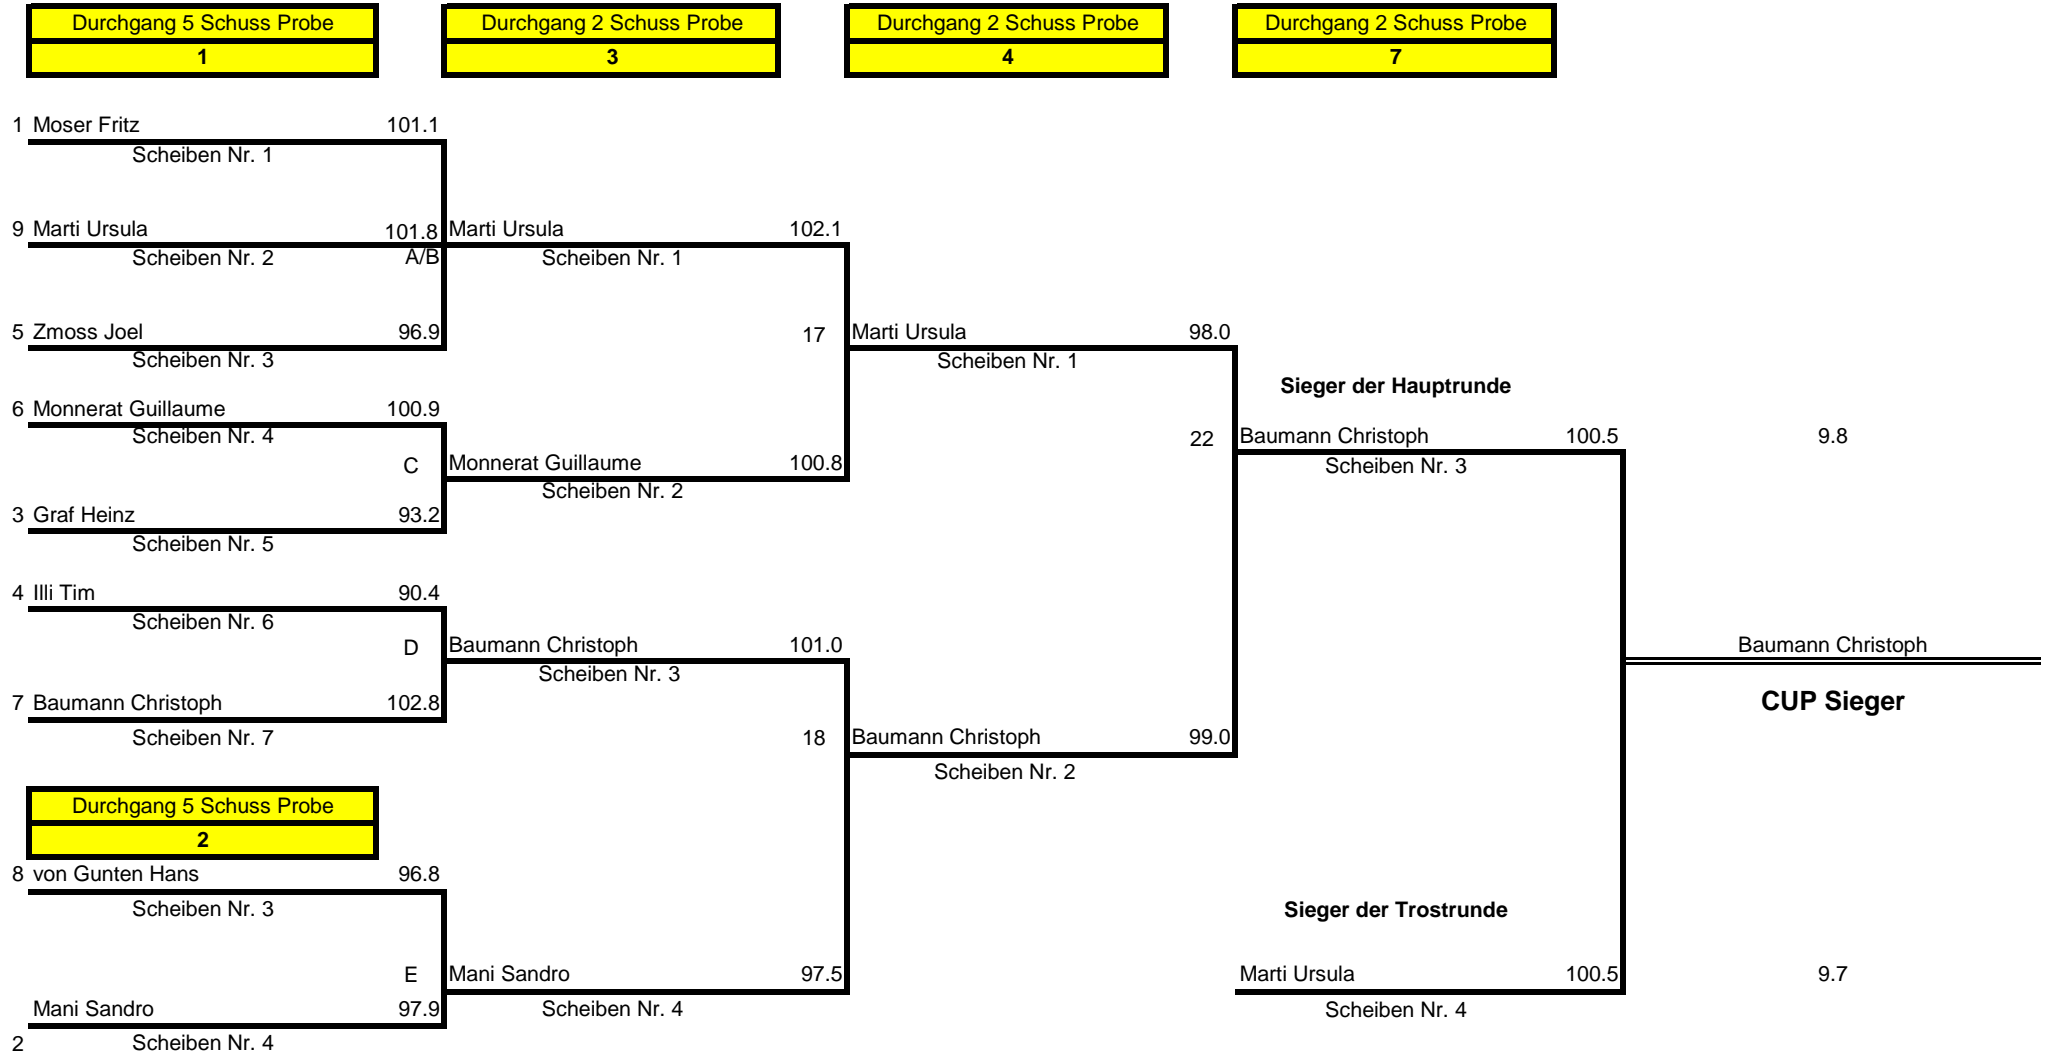 Durchgang 5 Schuss Probe
1
Durchgang 2 Schuss Probe
3
Durchgang 2 Schuss Probe
4
Durchgang 2 Schuss Probe
7
1 Moser Fritz 101.1
Scheiben Nr. 1
9 Marti Ursula 101.8 Marti Ursula 102.1
Scheiben Nr. 2 A/B Scheiben Nr. 1
5 Zmoss Joel 96.9 17 Marti Ursula 98.0
Scheiben Nr. 3 Scheiben Nr. 1
Sieger der Hauptrunde
6 Monnerat Guillaume 100.9
Scheiben Nr. 4 22 Baumann Christoph 100.5 9.8
C Monnerat Guillaume 100.8 Scheiben Nr. 3
Scheiben Nr. 2
3 Graf Heinz 93.2
Scheiben Nr. 5
4 Illi Tim 90.4
Scheiben Nr. 6
D Baumann Christoph 101.0 Baumann Christoph
Scheiben Nr. 3
7 Baumann Christoph 102.8 CUP Sieger
Scheiben Nr. 7 18 Baumann Christoph 99.0
Scheiben Nr. 2
Durchgang 5 Schuss Probe
2
8 von Gunten Hans 96.8
Scheiben Nr. 3 Sieger der Trostrunde
E Mani Sandro 97.5 Marti Ursula 100.5 9.7
Mani Sandro 97.9 Scheiben Nr. 4 Scheiben Nr. 4
2 Scheiben Nr. 4